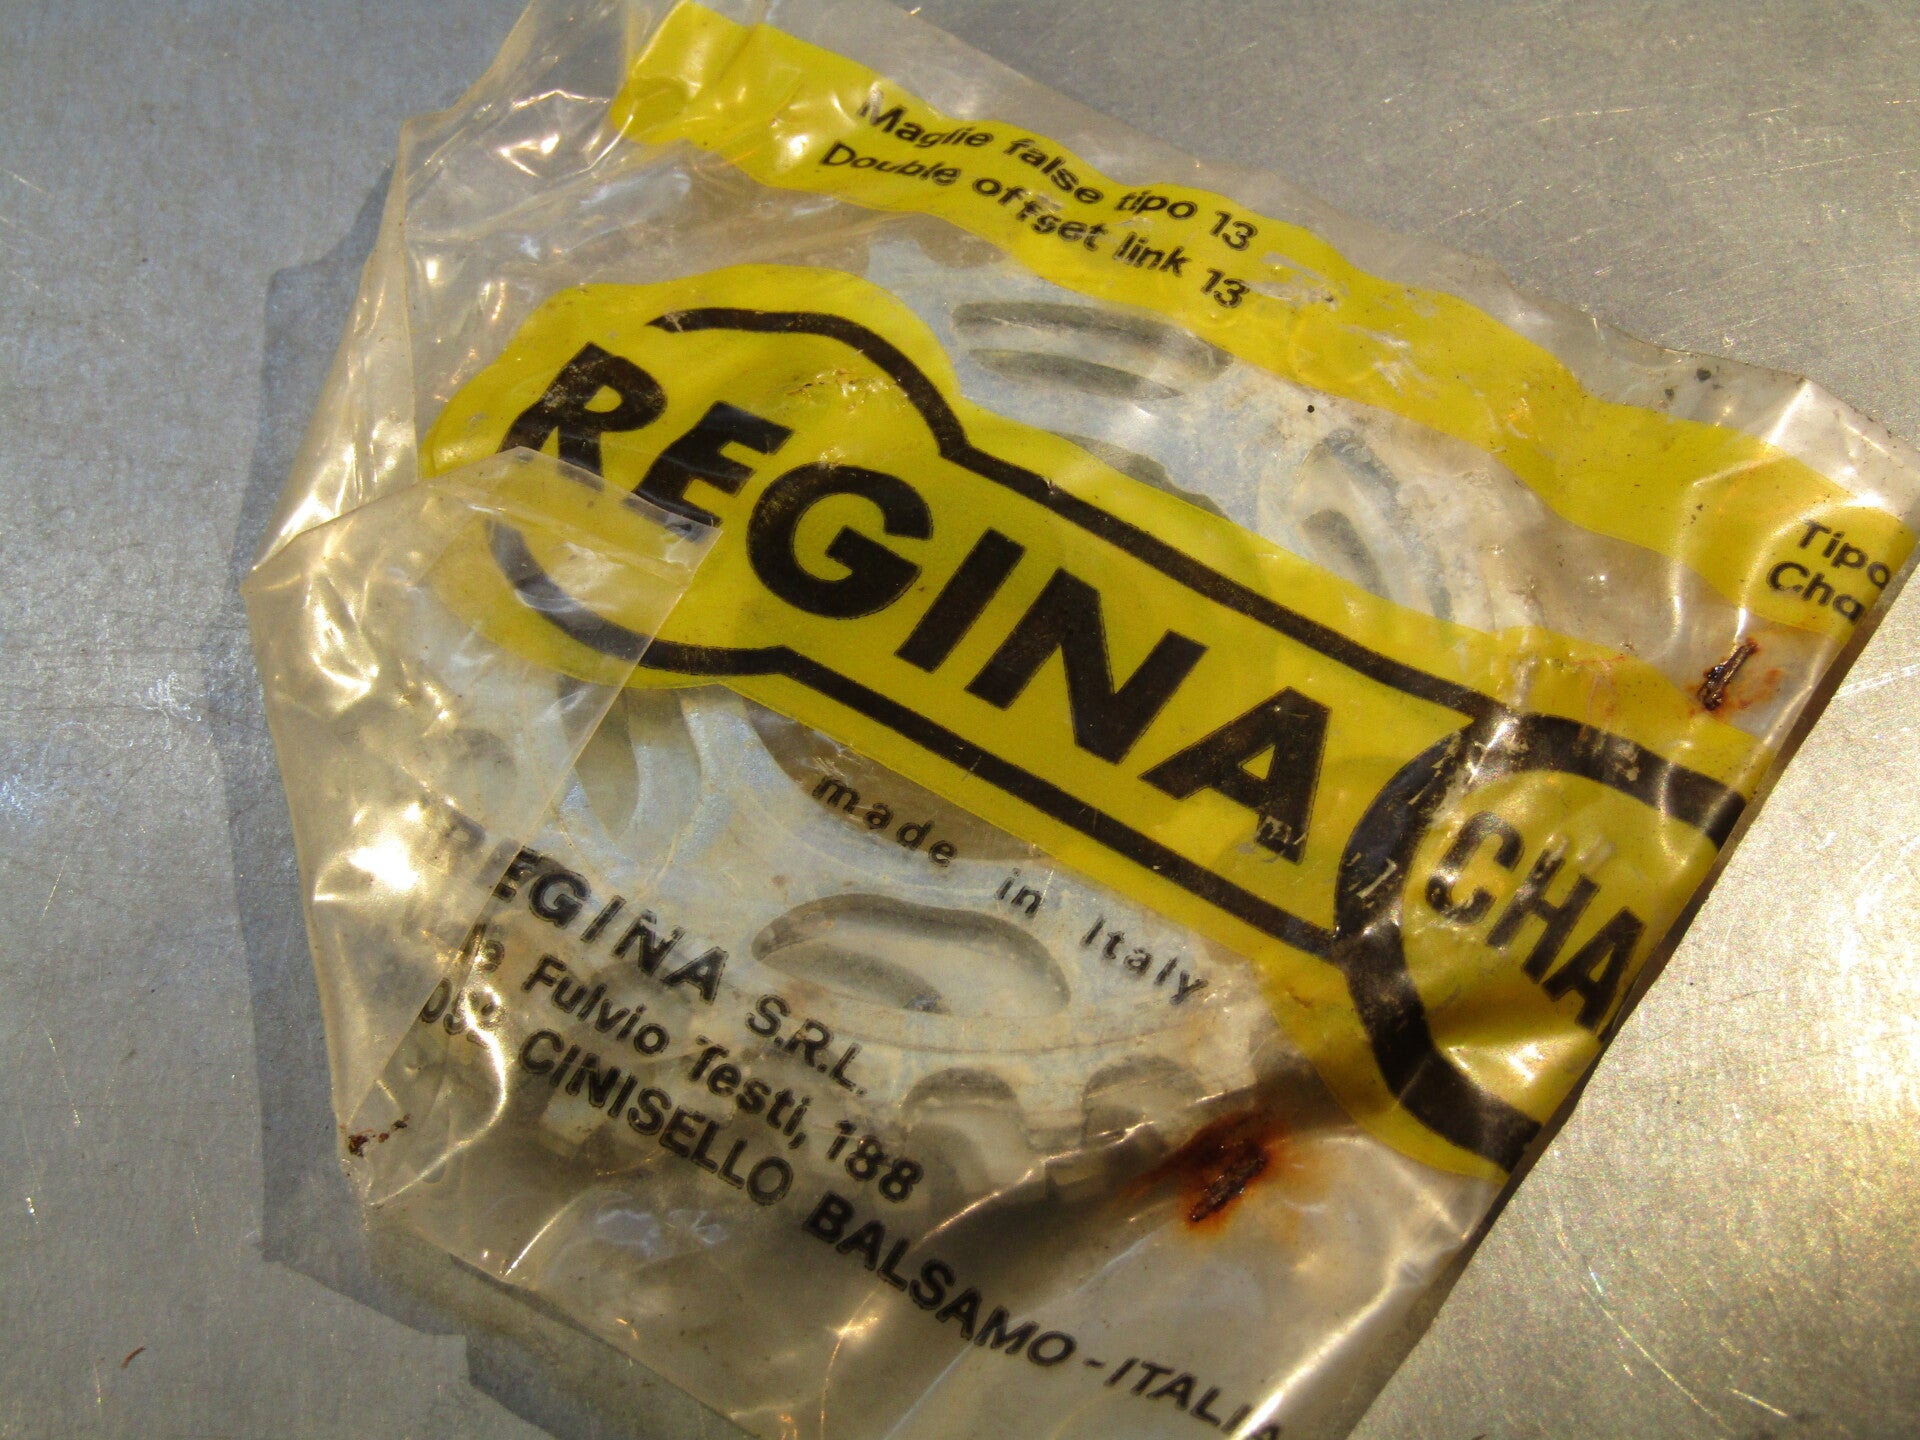 Maglie false tipo 13
Double offset link 13
Tipo
Cha
REGINA
CHA
made in Italy
REGINA S.R.L.
le Fulvio Testi, 188
CINISELLO BALSAMO - ITALIA